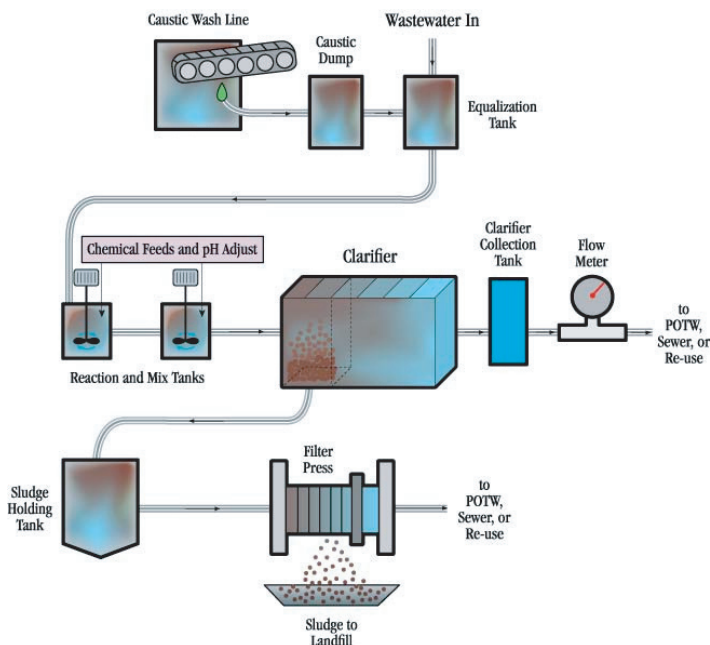 Caustic Wash Line
Caustic
Dump
Wastewater In
Equalization
Tank
Chemical Feeds and pH Adjust
Clarifier
Clarifier
Collection
Tank
Flow
Meter
to
POTW,
Sewer, or
Re-use
Reaction and Mix Tanks
Sludge
Holding
Tank
Filter
Press
to
POTW,
Sewer, or
Re-use
Sludge to
Landfill